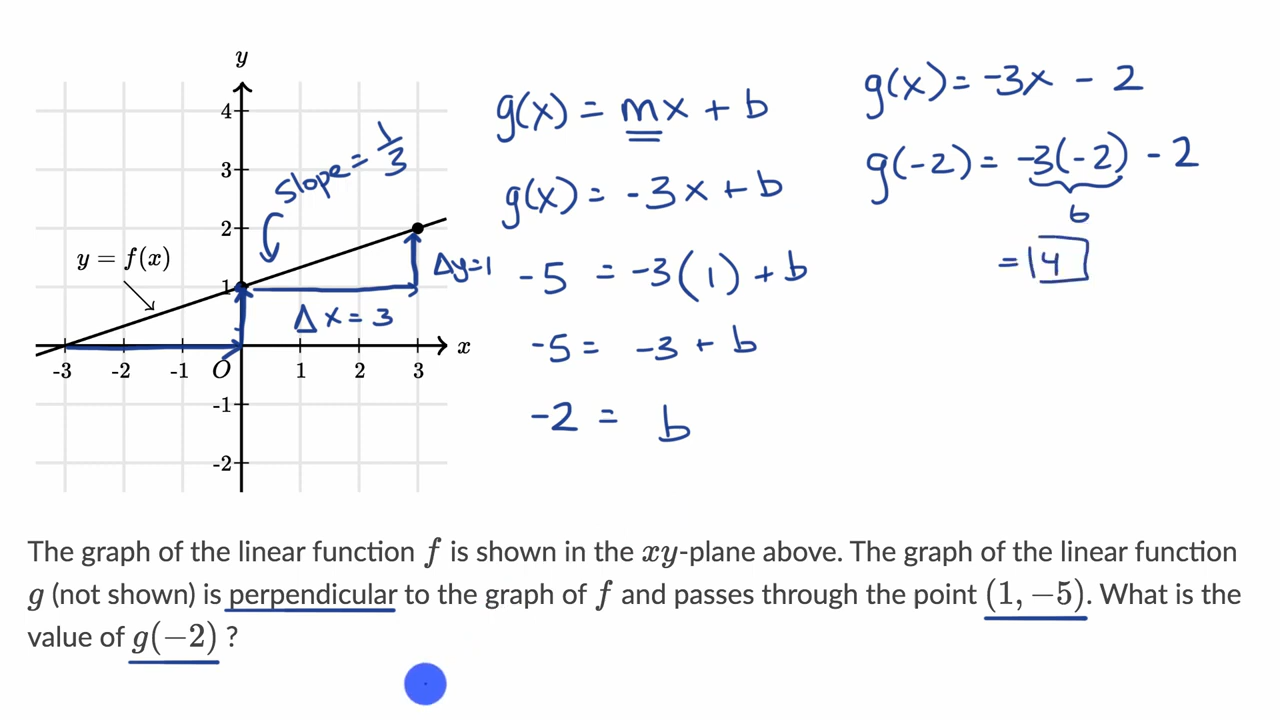 y
4
3
2
1
-1
-2
-3 -2 -1 O 1 2 3 x
y = f(x)
slope = 1/3
Δy=1
Δx = 3
g(x) = mx + b
g(x) = -3x + b
-5 = -3(1) + b
-5 = -3 + b
-2 = b
g(x) = -3x - 2
g(-2) = -3(-2) - 2
6
= 4
The graph of the linear function f is shown in the xy-plane above. The graph of the linear function
g (not shown) is perpendicular to the graph of f and passes through the point (1, −5). What is the
value of g(−2) ?